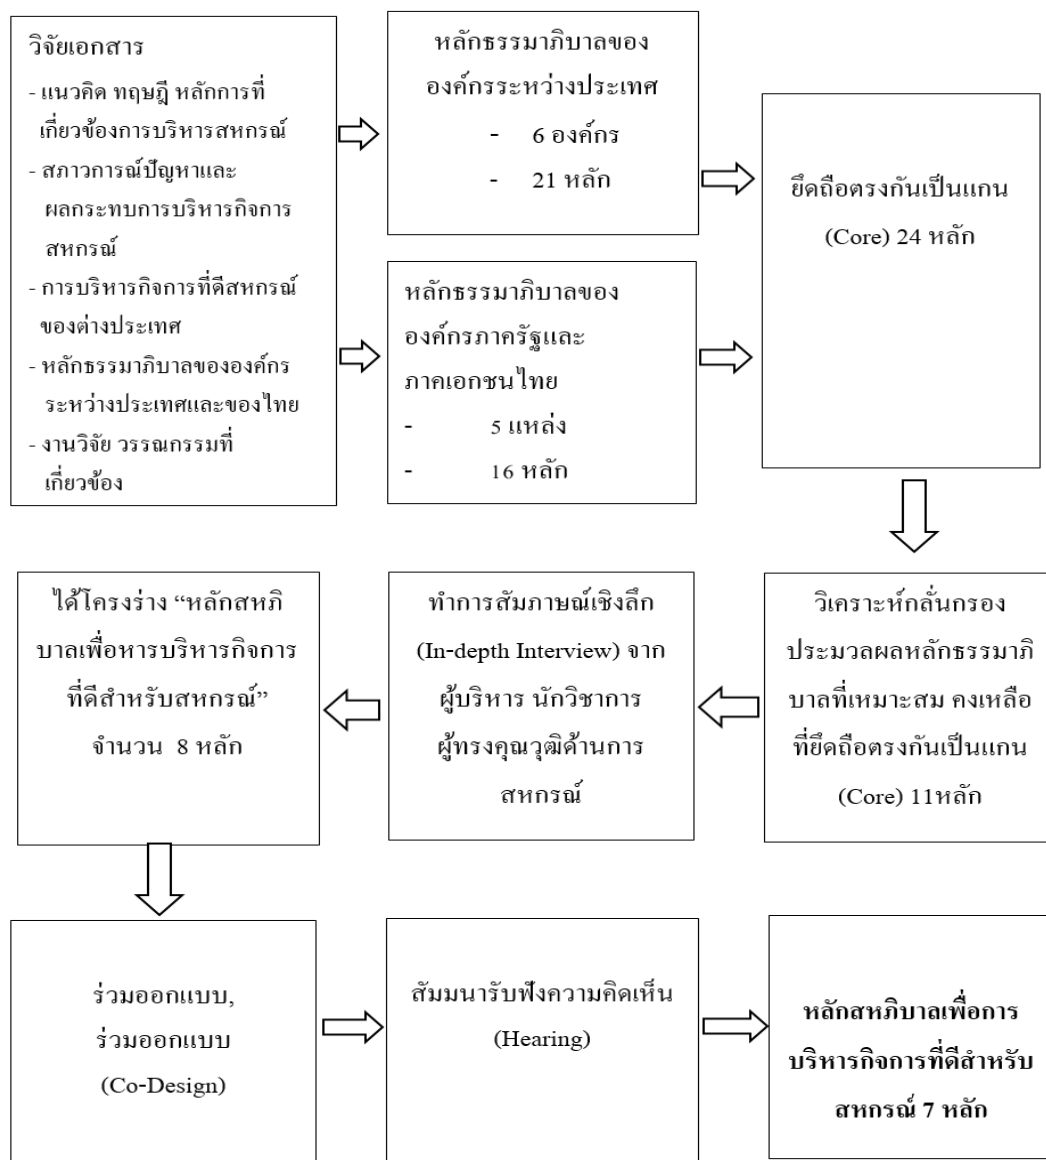 วิจัยเอกสาร
- แนวคิด ทฤษฎี หลักการที่
เกี่ยวข้องการบริหารสหกรณ์
- สภาวการณ์ปัญหาและ
ผลกระทบการบริหารกิจการ
สหกรณ์
- การบริหารกิจการที่ดีสหกรณ์
ของต่างประเทศ
- หลักธรรมาภิบาลขององค์กร
ระหว่างประเทศและของไทย
- งานวิจัย วรรณกรรมที่
เกี่ยวข้อง
หลักธรรมาภิบาลของ
องค์กรระหว่างประเทศ
- 6 องค์กร
- 21 หลัก
หลักธรรมาภิบาลของ
องค์กรภาครัฐและ
ภาคเอกชนไทย
- 5 แหล่ง
- 16 หลัก
ยึดถือตรงกันเป็นแกน
(Core) 24 หลัก
วิเคราะห์กลั่นกรอง
ประมวลผลหลักธรรมาภิ
บาลที่เหมาะสม คงเหลือ
ที่ยึดถือตรงกันเป็นแกน
(Core) 11หลัก
ทำการสัมภาษณ์เชิงลึก
(In-depth Interview) จาก
ผู้บริหาร นักวิชาการ
ผู้ทรงคุณวุฒิด้านการ
สหกรณ์
ได้โครงร่าง “หลักสหภิ
บาลเพื่อหารบริหารกิจการ
ที่ดีสำหรับสหกรณ์”
จำนวน 8 หลัก
ร่วมออกแบบ,
ร่วมออกแบบ
(Co-Design)
สัมมนารับฟังความคิดเห็น
(Hearing)
หลักสหภิบาลเพื่อการ
บริหารกิจการที่ดีสำหรับ
สหกรณ์ 7 หลัก